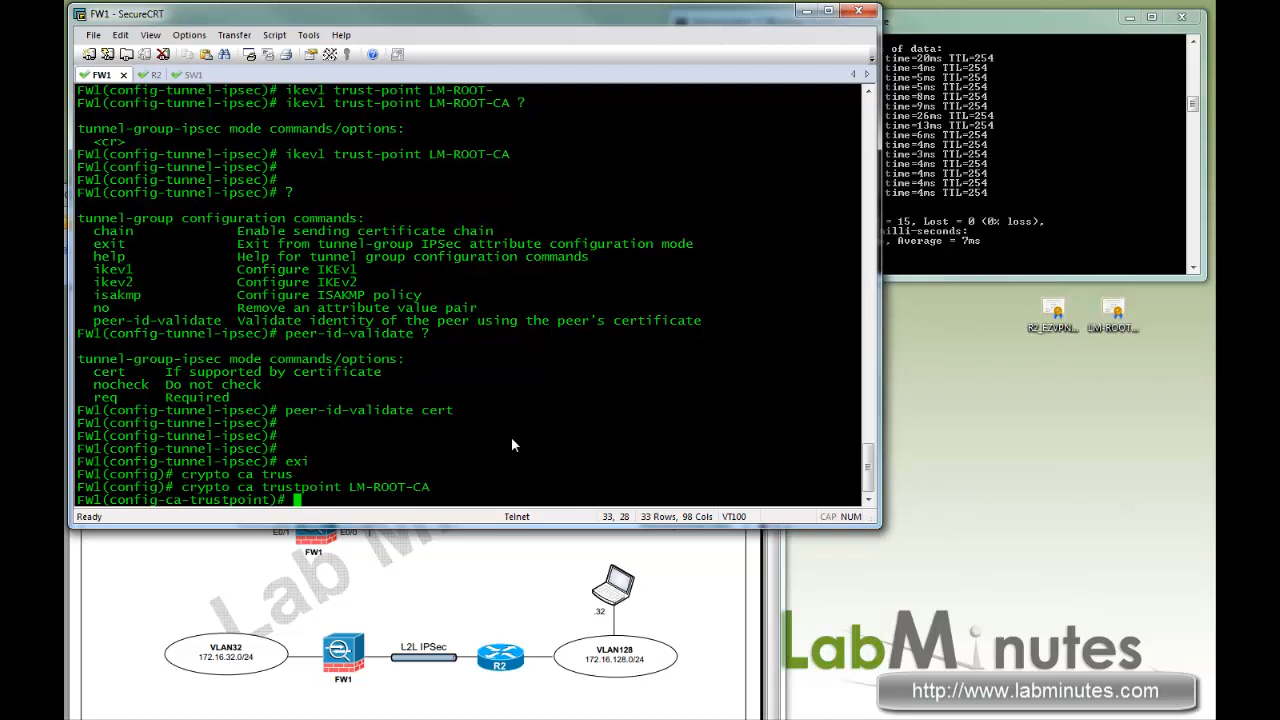 FW1 - SecureCRT
File Edit View Options Transfer Script Tools Help
FW1 R2 SW1
FW1(config-tunnel-ipsec)# ikev1 trust-point LM-ROOT-
FW1(config-tunnel-ipsec)# ikev1 trust-point LM-ROOT-CA ?
tunnel-group-ipsec mode commands/options:
<cr>
FW1(config-tunnel-ipsec)# ikev1 trust-point LM-ROOT-CA
FW1(config-tunnel-ipsec)#
FW1(config-tunnel-ipsec)#
FW1(config-tunnel-ipsec)# ?
tunnel-group configuration commands:
chain Enable sending certificate chain
exit Exit from tunnel-group IPSec attribute configuration mode
help Help for tunnel group configuration commands
ikev1 Configure IKEv1
ikev2 Configure IKEv2
isakmp Configure ISAKMP policy
no Remove an attribute value pair
peer-id-validate Validate identity of the peer using the peer's certificate
FW1(config-tunnel-ipsec)# peer-id-validate ?
tunnel-group-ipsec mode commands/options:
cert If supported by certificate
nocheck Do not check
req Required
FW1(config-tunnel-ipsec)# peer-id-validate cert
FW1(config-tunnel-ipsec)#
FW1(config-tunnel-ipsec)#
FW1(config-tunnel-ipsec)#
FW1(config-tunnel-ipsec)# exi
FW1(config)# crypto ca trus
FW1(config)# crypto ca trustpoint LM-ROOT-CA
FW1(config-ca-trustpoint)#
Ready Telnet 33, 28 33 Rows, 98 Cols VT100 CAP NUM
of data:
time=20ms TTL=254
time=4ms TTL=254
time=5ms TTL=254
time=5ms TTL=254
time=8ms TTL=254
time=9ms TTL=254
time=26ms TTL=254
time=13ms TTL=254
time=6ms TTL=254
time=4ms TTL=254
time=3ms TTL=254
time=4ms TTL=254
time=4ms TTL=254
time=4ms TTL=254
time=4ms TTL=254
= 15, Lost = 0 (0% loss),
illi-seconds:
, Average = 7ms
R2_EZVPN... LM-ROOT...
E0/1 E0/0
FW1
Lab M
.32
VLAN32
172.16.32.0/24
FW1
L2L IPSec
R2
VLAN128
172.16.128.0/24
LabMinutes
http://www.labminutes.com